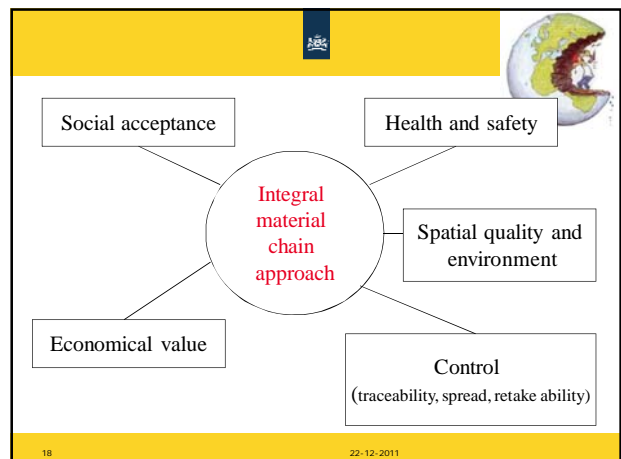 Social acceptance
Health and safety
Integral
material
chain
approach
Spatial quality and
environment
Economical value
Control
(traceability, spread, retake ability)
18
22-12-2011